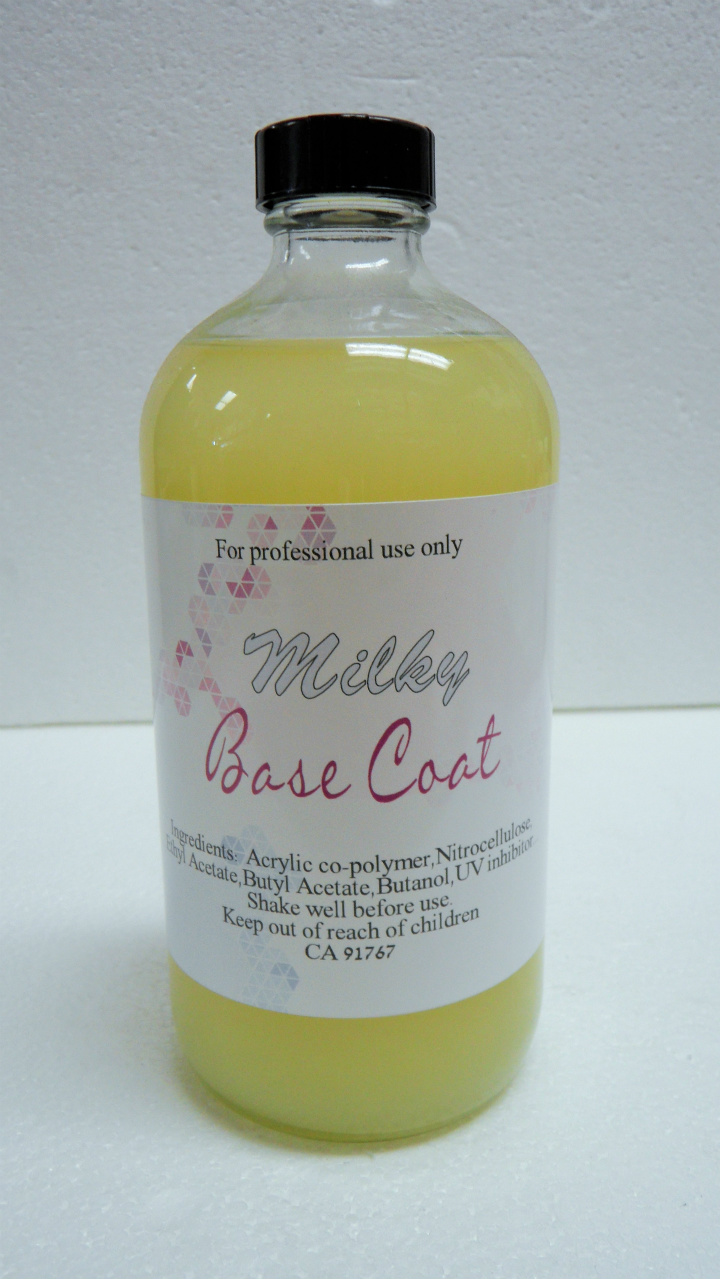 For professional use only
Milky
Base Coat
Ingredients: Acrylic co-polymer,Nitrocellulose,
Ethyl Acetate,Butyl Acetate,Butanol,UV inhibitor.
Shake well before use.
Keep out of reach of children
CA 91767